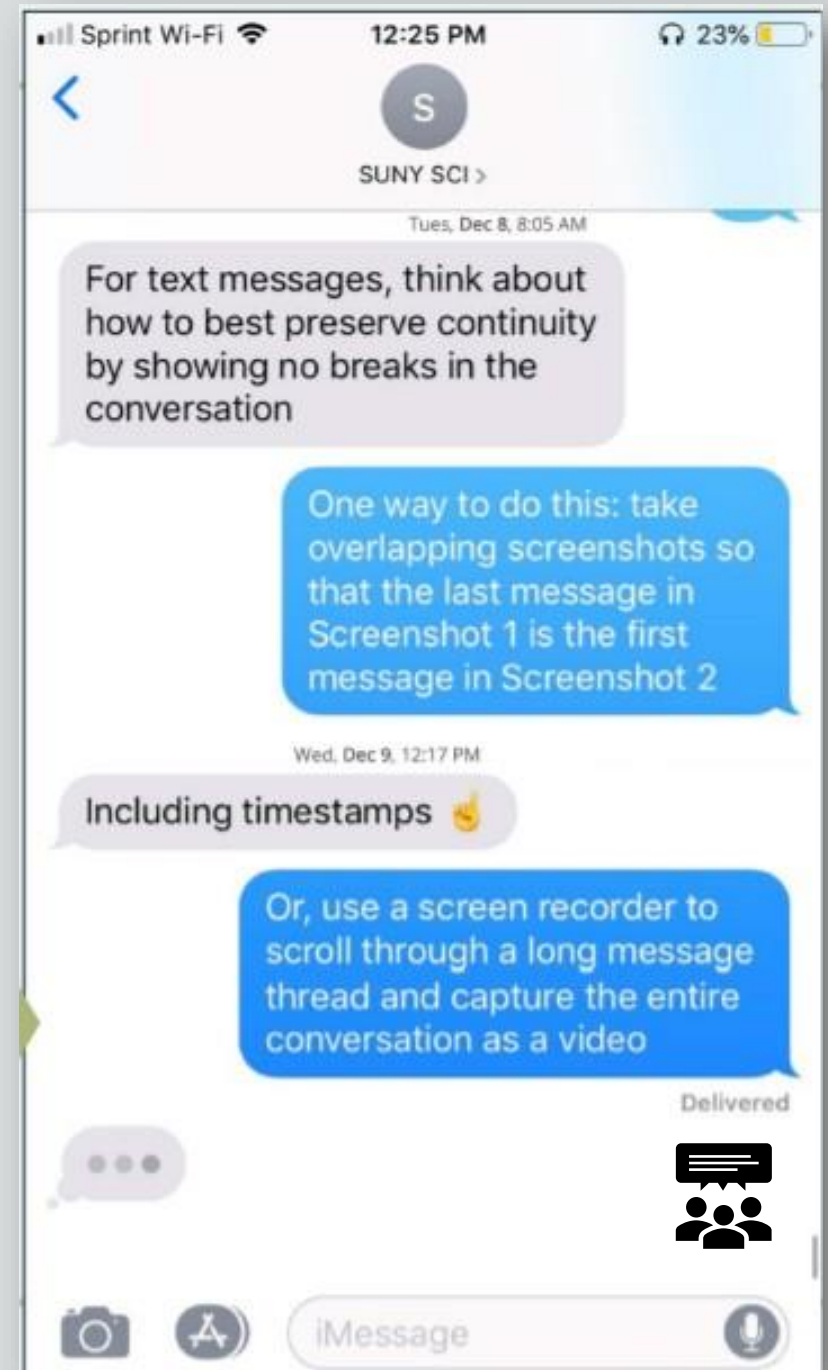 Sprint Wi-Fi 12:25 PM 23%
S
SUNY SCI >
Tues, Dec 8, 8:05 AM
For text messages, think about
how to best preserve continuity
by showing no breaks in the
conversation
One way to do this: take
overlapping screenshots so
that the last message in
Screenshot 1 is the first
message in Screenshot 2
Wed, Dec 9, 12:17 PM
Including timestamps ☝️
Or, use a screen recorder to
scroll through a long message
thread and capture the entire
conversation as a video
Delivered
iMessage